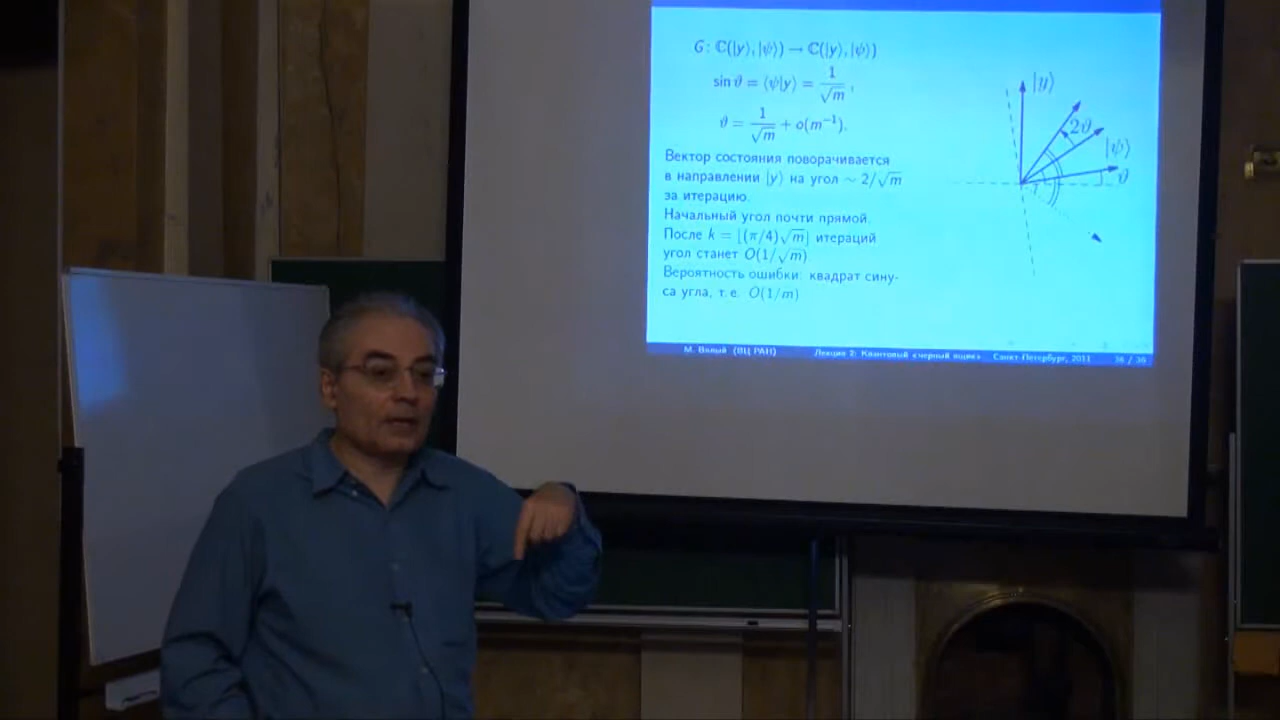 G: ℂ(|y⟩, |ψ⟩) → ℂ(|y⟩, |ψ⟩)
sin ϑ = ⟨ψ|y⟩ = 1/√m ,
ϑ = 1/√m + o(m⁻¹).
Вектор состояния поворачивается
в направлении |y⟩ на угол ∼ 2/√m
за итерацию.
Начальный угол почти прямой.
После k = ⌊(π/4)√m⌋ итераций
угол станет O(1/√m)
Вероятность ошибки: квадрат сину-
са угла, т. е. O(1/m)
|y⟩
2ϑ
|ψ⟩
ϑ
М. Вялый (ВЦ РАН) Лекция 2: Квантовый «черный ящик» Санкт-Петербург, 2011 36 / 36